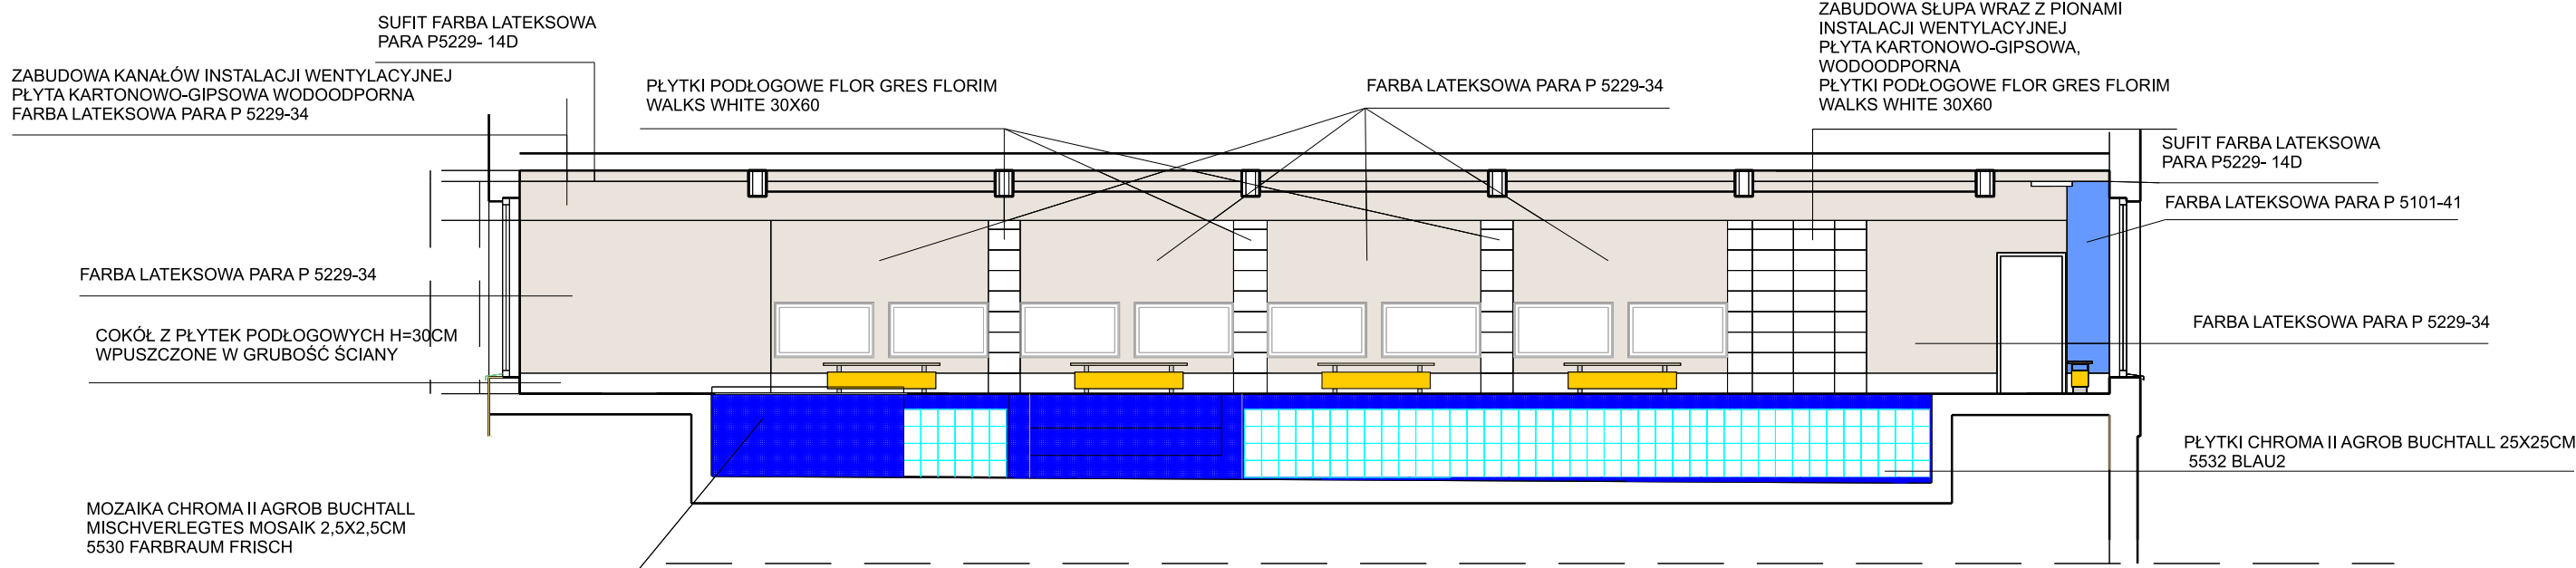 SUFIT FARBA LATEKSOWA
PARA P5229- 14D
ZABUDOWA KANAŁÓW INSTALACJI WENTYLACYJNEJ
PŁYTA KARTONOWO-GIPSOWA WODOODPORNA
FARBA LATEKSOWA PARA P 5229-34
PŁYTKI PODŁOGOWE FLOR GRES FLORIM
WALKS WHITE 30X60
FARBA LATEKSOWA PARA P 5229-34
ZABUDOWA SŁUPA WRAZ Z PIONAMI
INSTALACJI WENTYLACYJNEJ
PŁYTA KARTONOWO-GIPSOWA,
WODOODPORNA
PŁYTKI PODŁOGOWE FLOR GRES FLORIM
WALKS WHITE 30X60
SUFIT FARBA LATEKSOWA
PARA P5229- 14D
FARBA LATEKSOWA PARA P 5101-41
FARBA LATEKSOWA PARA P 5229-34
COKÓŁ Z PŁYTEK PODŁOGOWYCH H=30CM
WPUSZCZONE W GRUBOŚĆ ŚCIANY
FARBA LATEKSOWA PARA P 5229-34
PŁYTKI CHROMA II AGROB BUCHTALL 25X25CM
5532 BLAU2
MOZAIKA CHROMA II AGROB BUCHTALL
MISCHVERLEGTES MOSAIK 2,5X2,5CM
5530 FARBRAUM FRISCH